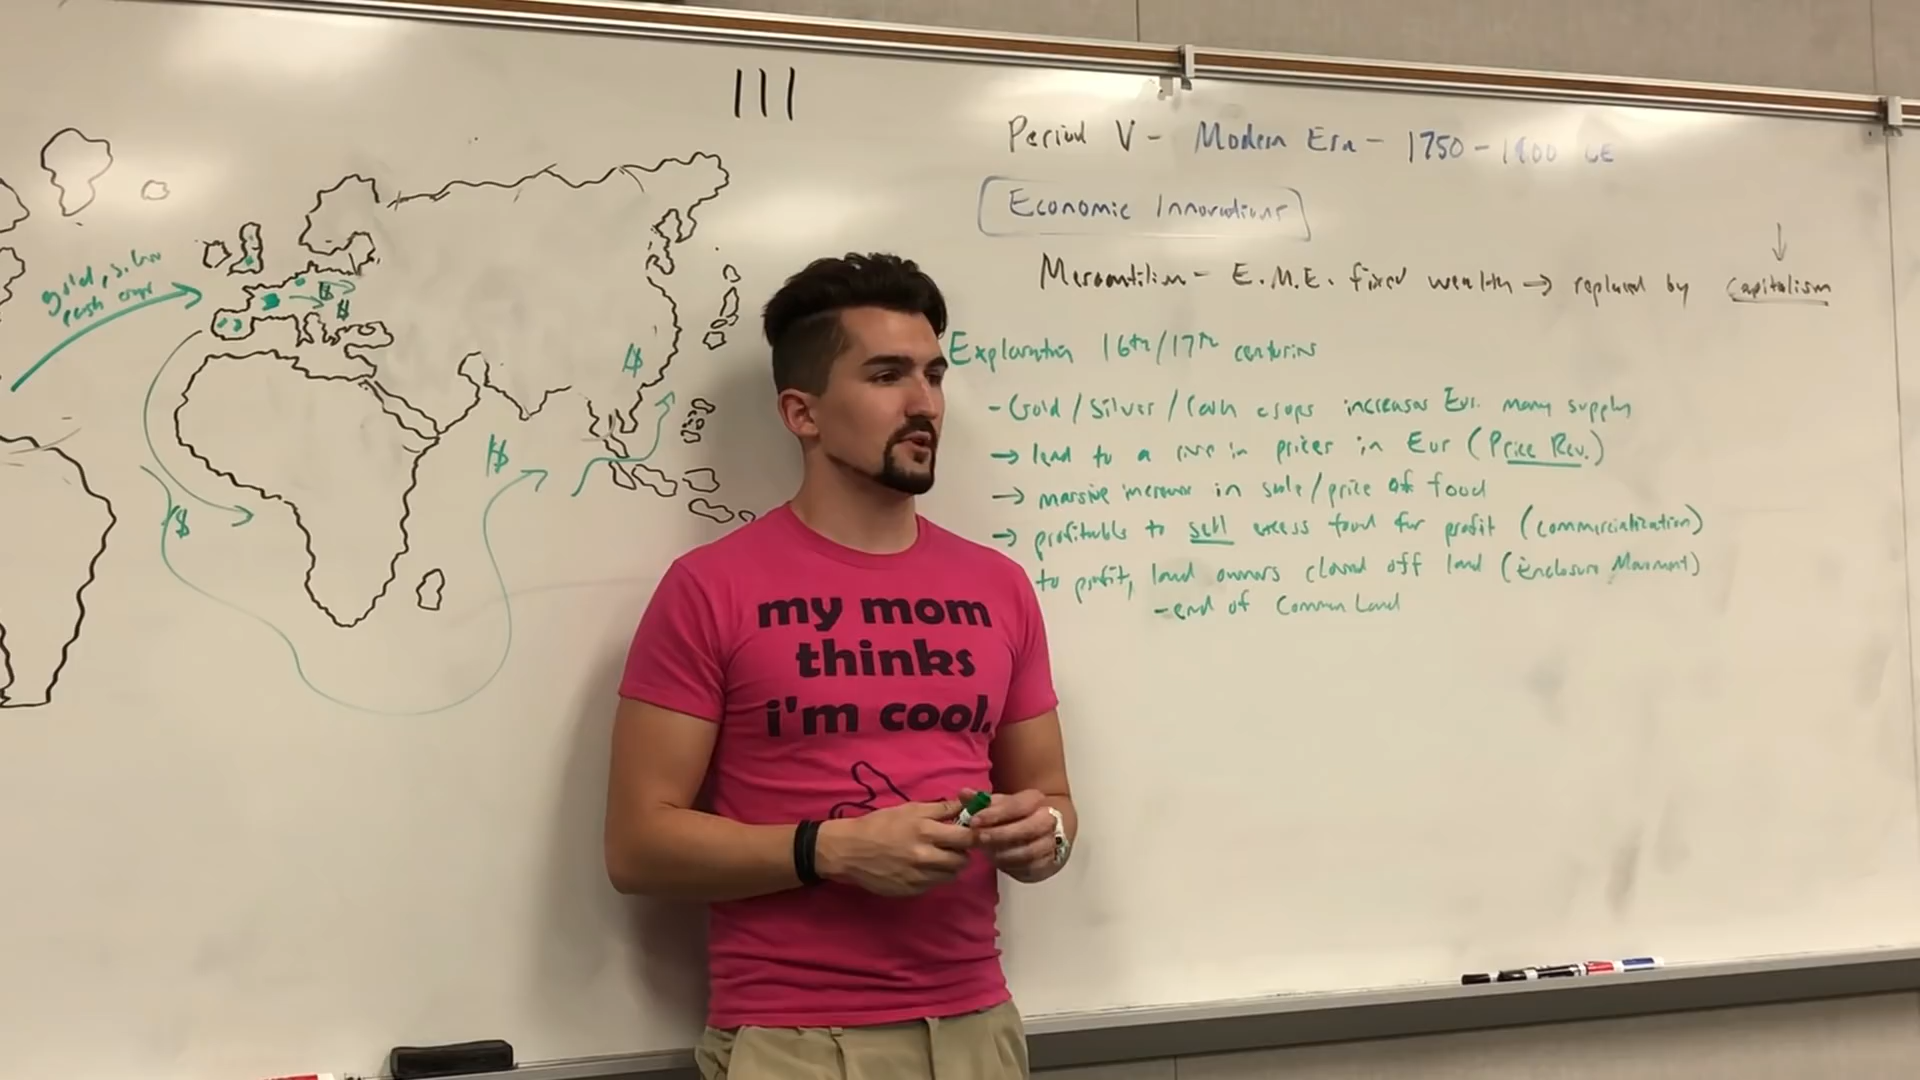 III
Period V - Modern Era - 1750 - 1900 CE
Economic Innovations
Mercantilism - E.M.E. fixed wealth → replaced by capitalism
gold, silver
cash crops
Exploration 16th/17th centuries
- Gold/Silver/Cash crops increases Eur. money supply
→ lead to a rise in prices in Eur (Price Rev.)
→ massive increase in sale/price of food
→ profitable to sell excess food for profit (commercialization)
to profit, land owners closed off land (Enclosure Movement)
- end of Common Land
$
$
$
$
$
my mom
thinks
i'm cool.